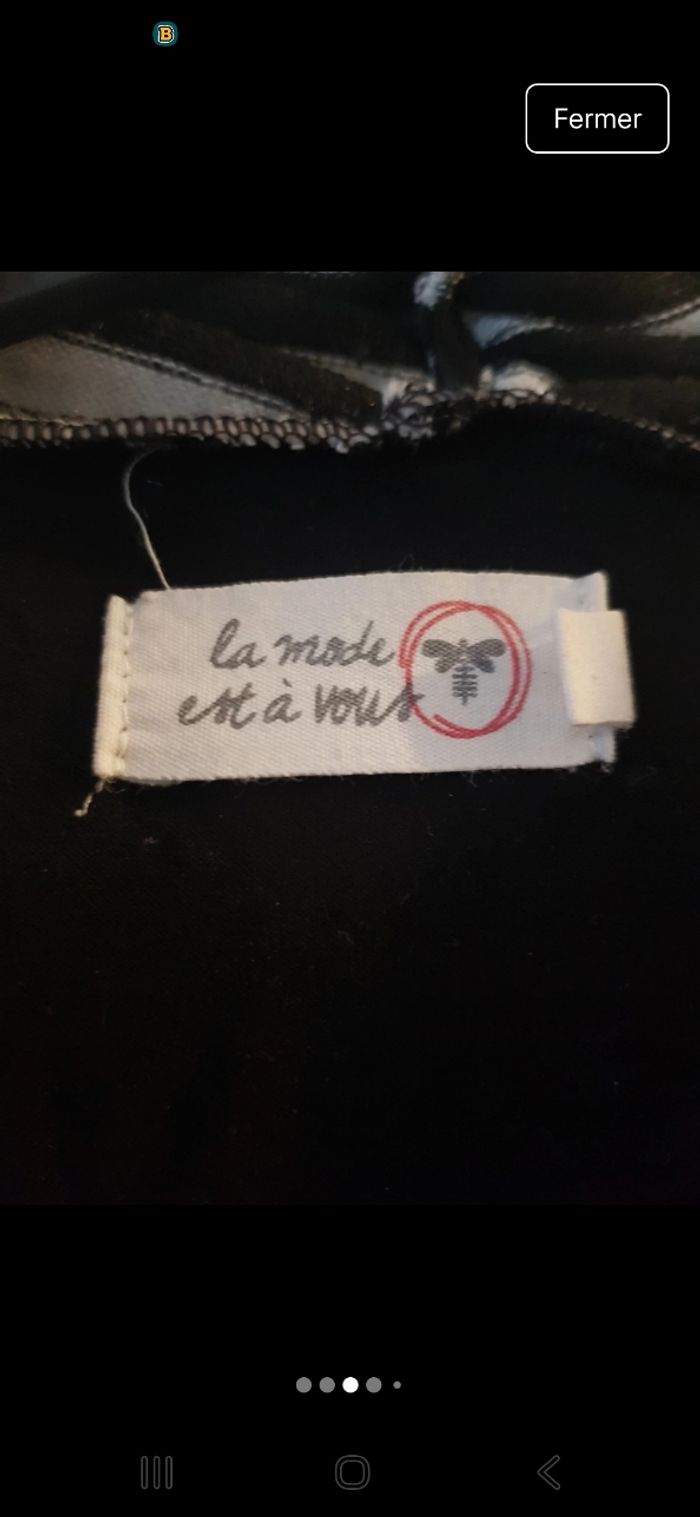 B
Fermer
la mode
est à vous